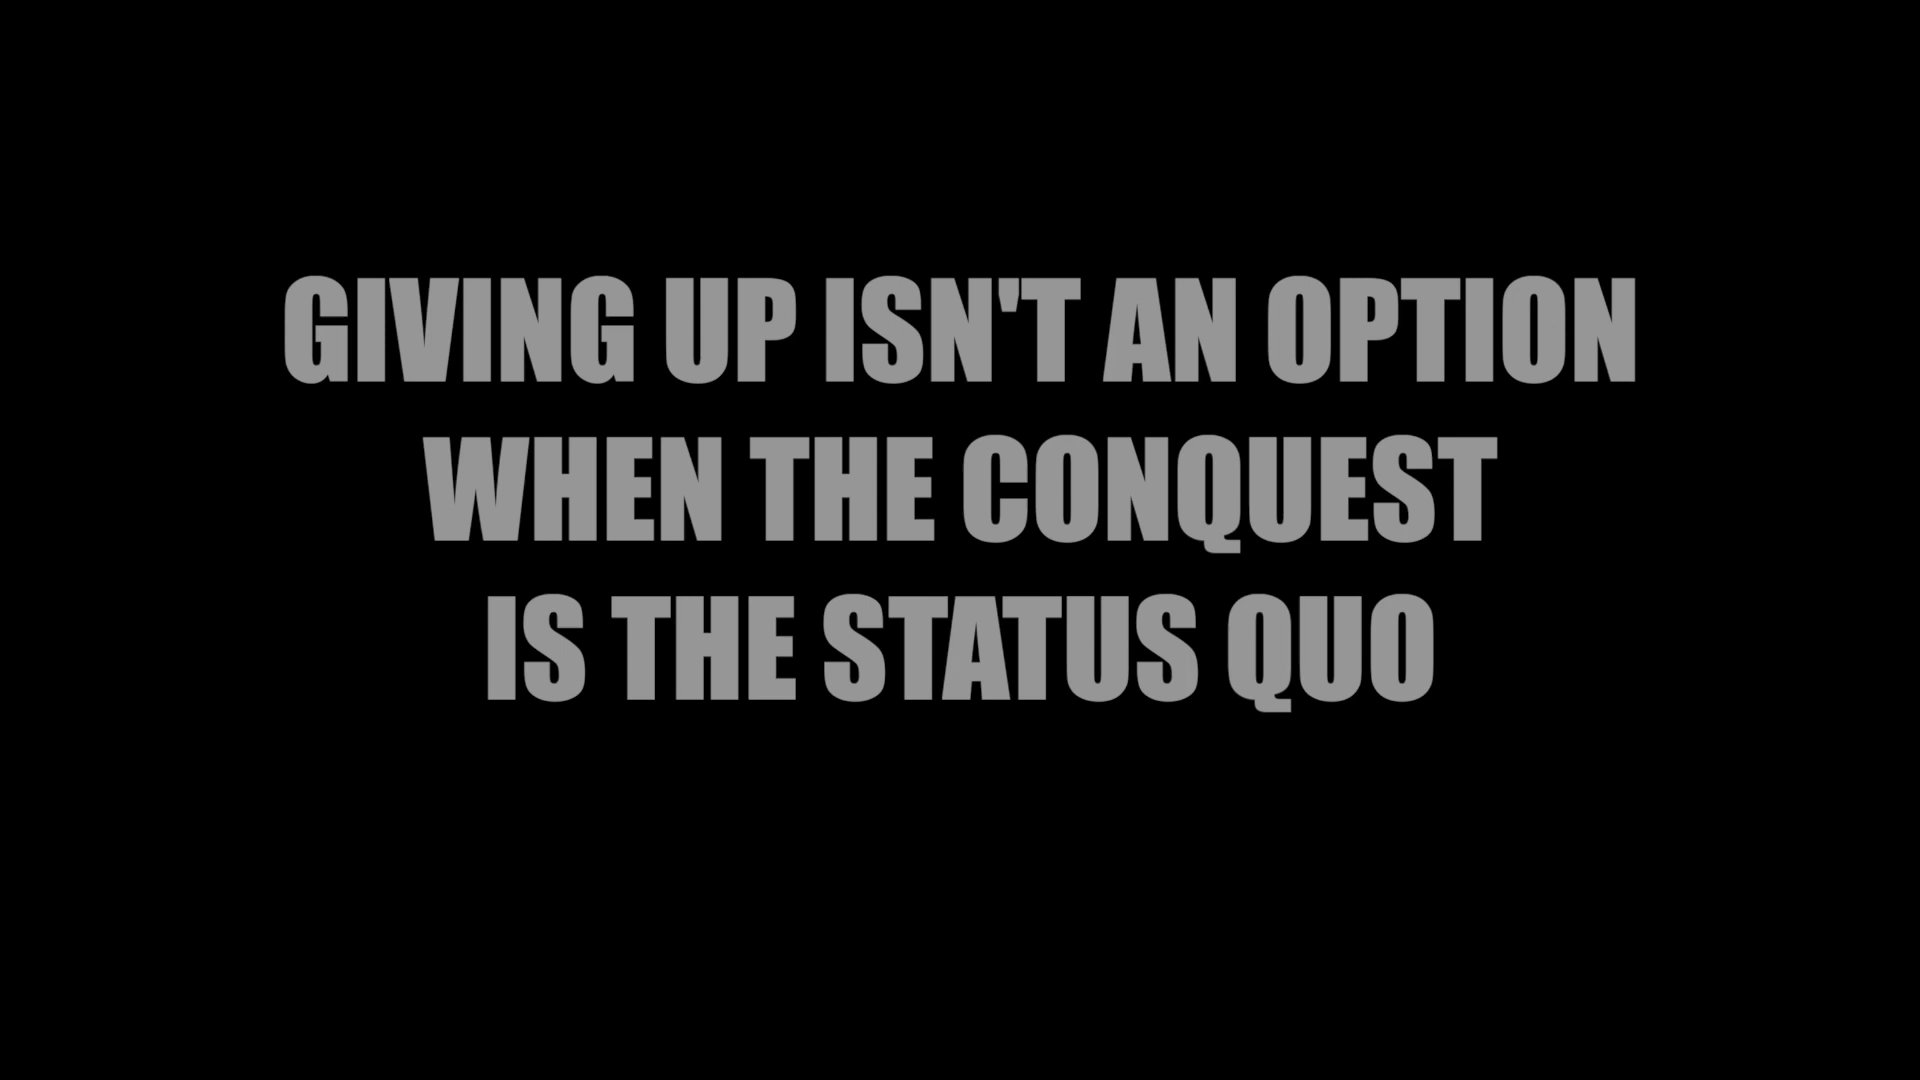 GIVING UP ISN'T AN OPTION
WHEN THE CONQUEST
IS THE STATUS QUO